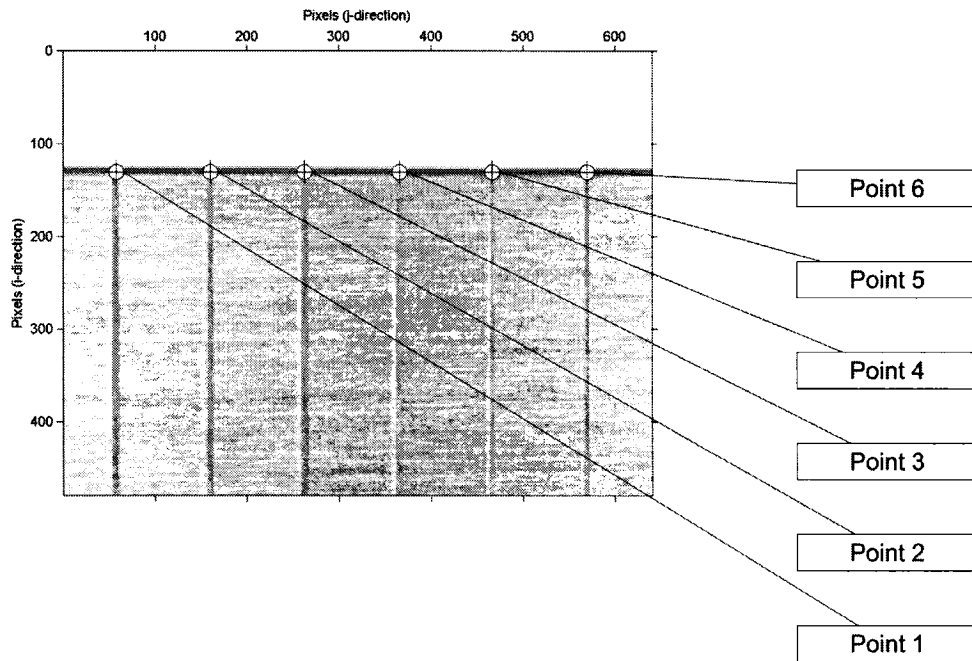 Pixels (j-direction)
100 200 300 400 500 600
0
100
200
300
400
Pixels (i-direction)
Point 6
Point 5
Point 4
Point 3
Point 2
Point 1